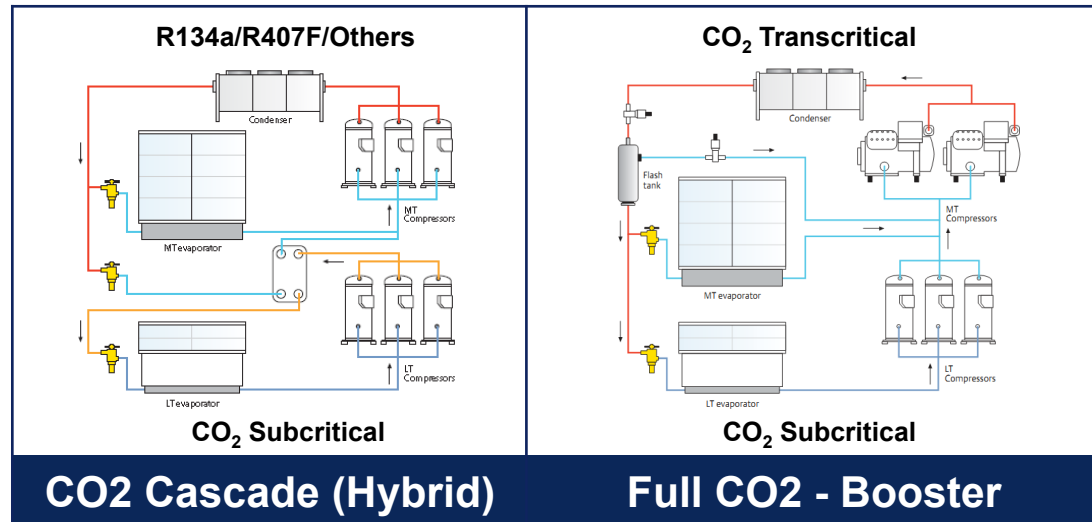 R134a/R407F/Others
Condenser
MT
Compressors
MT evaporator
LT
Compressors
LT evaporator
CO₂ Subcritical
CO2 Cascade (Hybrid)
CO₂ Transcritical
Condenser
Flash
tank
MT
Compressors
MT evaporator
LT
Compressors
LT evaporator
CO₂ Subcritical
Full CO2 - Booster